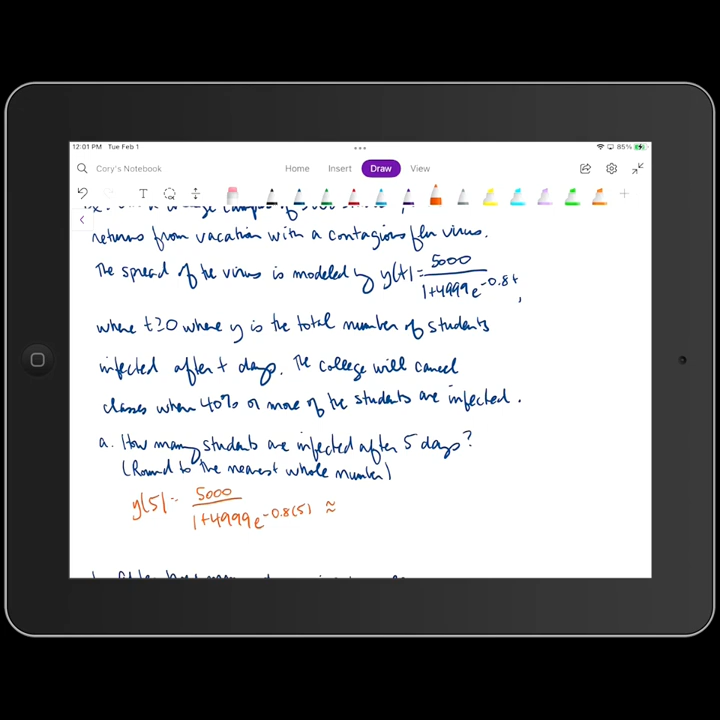 12:01 PM Tue Feb 1
85%
Cory's Notebook
Home Insert Draw View
returns from vacation with a contagious flu virus.
The spread of the virus is modeled by y(t) = 5000 / 1+4999e^-0.8t,
where t≥0 where y is the total number of students
infected after t days. The college will cancel
classes when 40% or more of the students are infected.
a. How many students are infected after 5 days?
(Round to the nearest whole number)
y(5) = 5000 / 1+4999e^-0.8(5) ≈